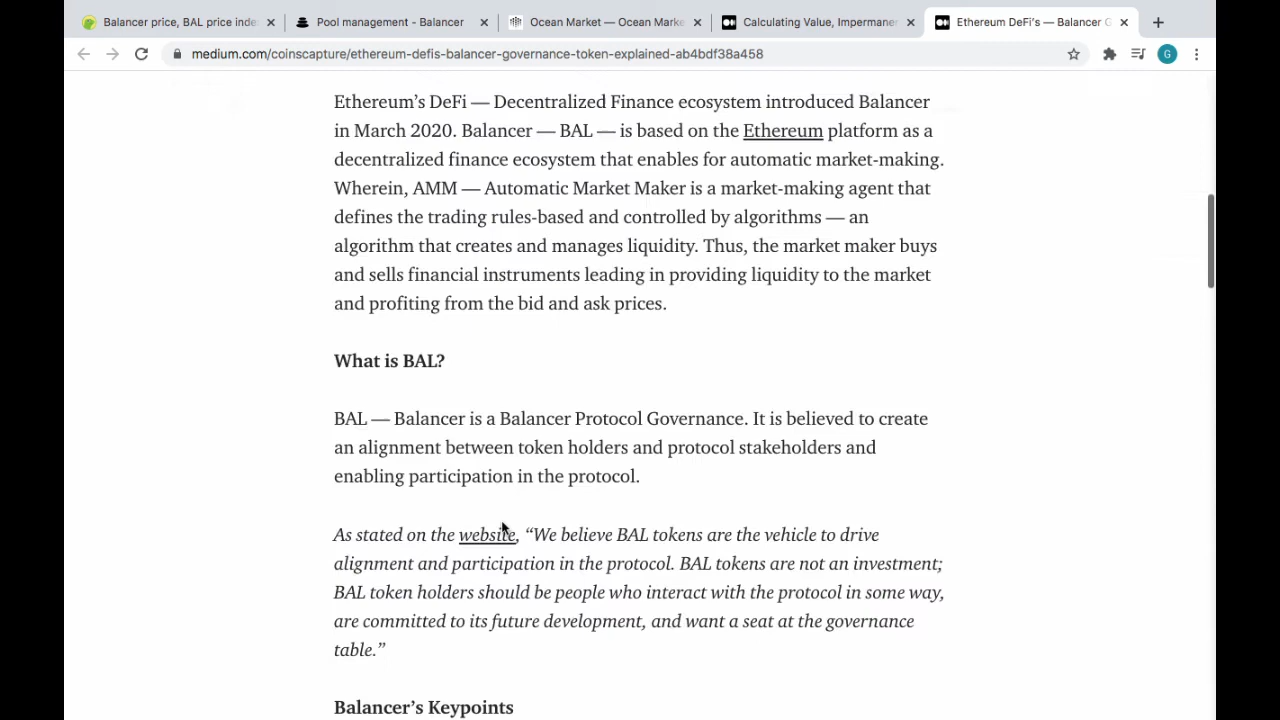 Balancer price, BAL price inde
Pool management - Balancer
Ocean Market — Ocean Marke
Calculating Value, Impermaner
Ethereum DeFi's — Balancer G
medium.com/coinscapture/ethereum-defis-balancer-governance-token-explained-ab4bdf38a458
G
Ethereum’s DeFi — Decentralized Finance ecosystem introduced Balancer
in March 2020. Balancer — BAL — is based on the Ethereum platform as a
decentralized finance ecosystem that enables for automatic market-making.
Wherein, AMM — Automatic Market Maker is a market-making agent that
defines the trading rules-based and controlled by algorithms — an
algorithm that creates and manages liquidity. Thus, the market maker buys
and sells financial instruments leading in providing liquidity to the market
and profiting from the bid and ask prices.
What is BAL?
BAL — Balancer is a Balancer Protocol Governance. It is believed to create
an alignment between token holders and protocol stakeholders and
enabling participation in the protocol.
As stated on the website, “We believe BAL tokens are the vehicle to drive
alignment and participation in the protocol. BAL tokens are not an investment;
BAL token holders should be people who interact with the protocol in some way,
are committed to its future development, and want a seat at the governance
table.”
Balancer’s Keypoints